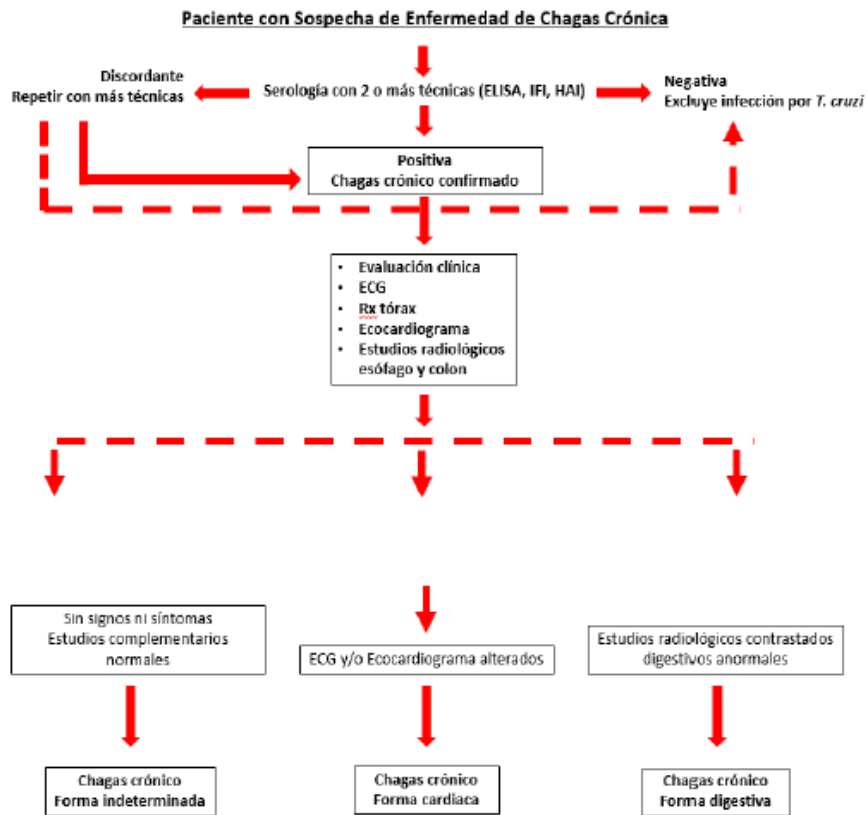 Paciente con Sospecha de Enfermedad de Chagas Crónica
Discordante
Repetir con más técnicas
Serología con 2 o más técnicas (ELISA, IFI, HAI)
Negativa
Excluye infección por T. cruzi
Positiva
Chagas crónico confirmado
• Evaluación clínica
• ECG
• Rx tórax
• Ecocardiograma
• Estudios radiológicos
esófago y colon
Sin signos ni síntomas
Estudios complementarios
normales
ECG y/o Ecocardiograma alterados
Estudios radiológicos contrastados
digestivos anormales
Chagas crónico
Forma indeterminada
Chagas crónico
Forma cardiaca
Chagas crónico
Forma digestiva